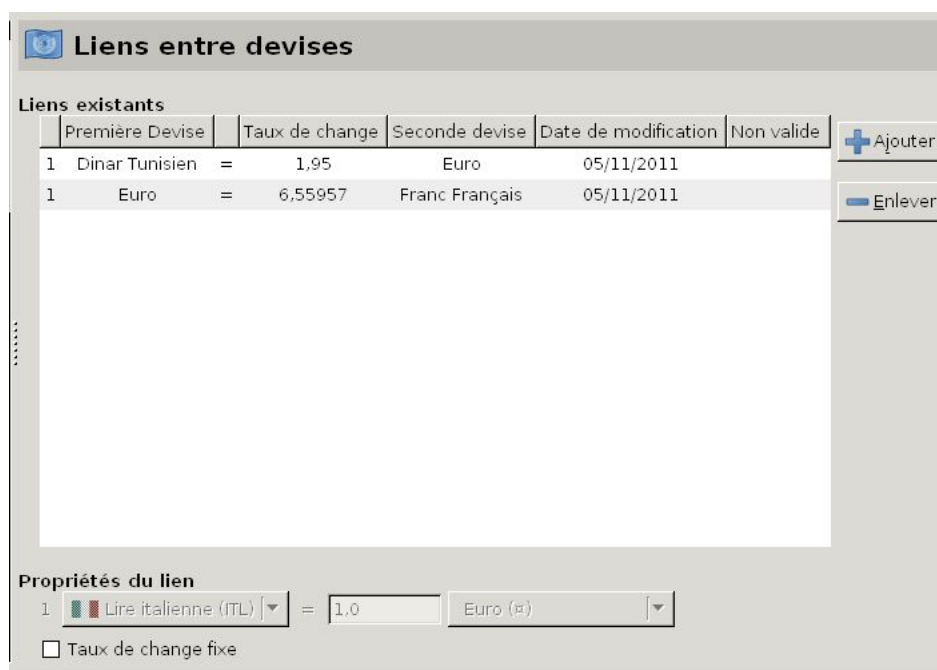 Liens entre devises
Liens existants
Première Devise Taux de change Seconde devise Date de modification Non valide
Ajouter
1 Dinar Tunisien = 1,95 Euro 05/11/2011
1 Euro = 6,55957 Franc Français 05/11/2011
Enlever
Propriétés du lien
1 Lire italienne (ITL) = 1,0 Euro (¤)
Taux de change fixe